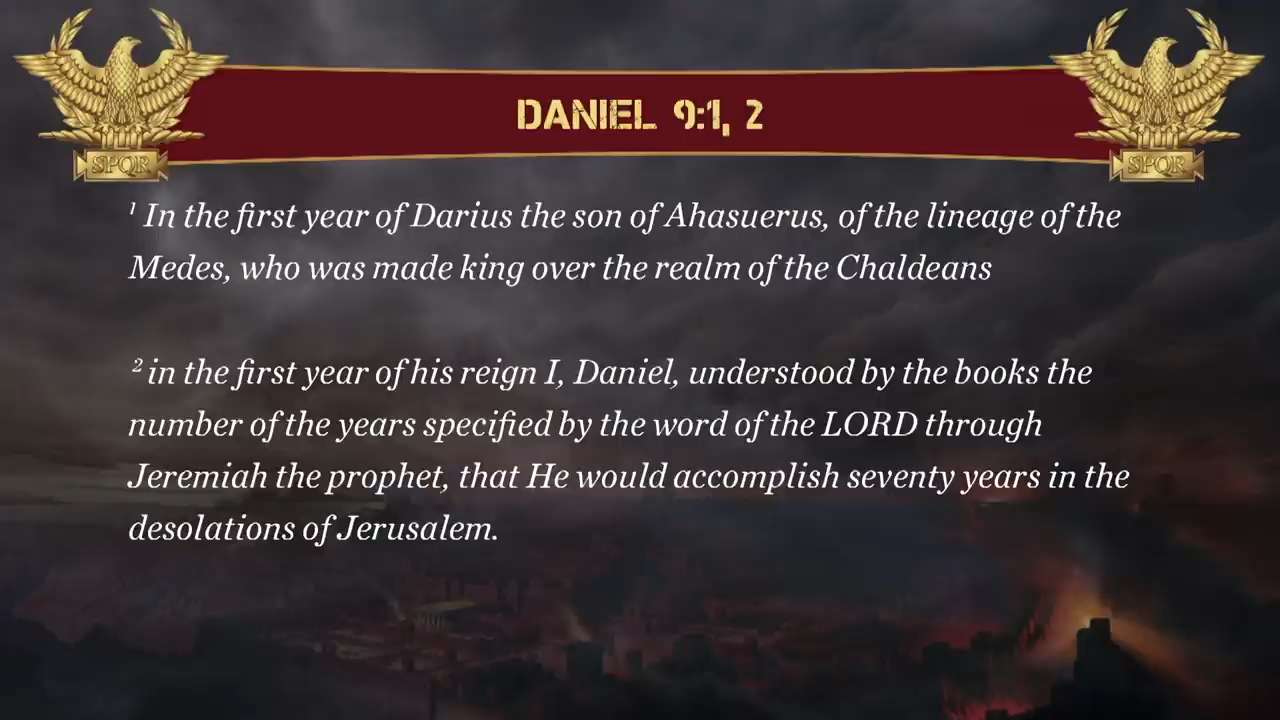 DANIEL 9:1, 2
SPQR
SPQR
¹ In the first year of Darius the son of Ahasuerus, of the lineage of the
Medes, who was made king over the realm of the Chaldeans
² in the first year of his reign I, Daniel, understood by the books the
number of the years specified by the word of the LORD through
Jeremiah the prophet, that He would accomplish seventy years in the
desolations of Jerusalem.